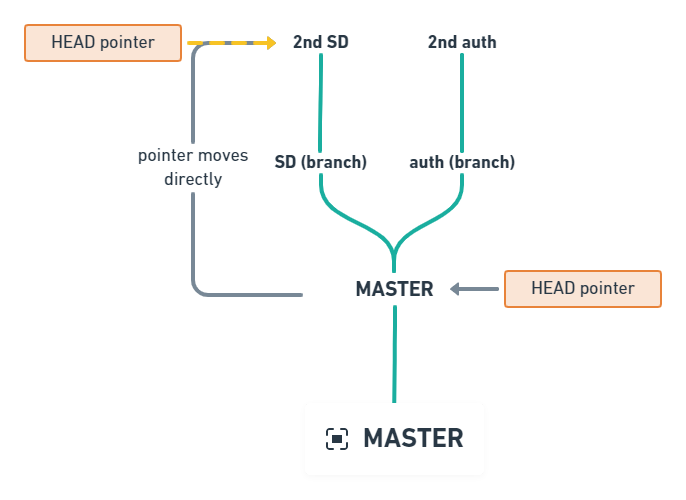 HEAD pointer
2nd SD
2nd auth
pointer moves
directly
SD (branch)
auth (branch)
MASTER
HEAD pointer
MASTER